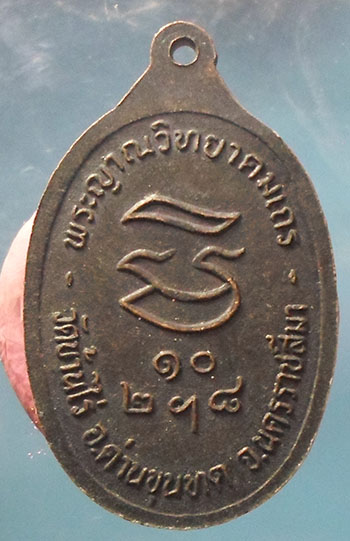 พระญาณวิทยาคมเถร
๑๐
๒ ๆ ๘
- วัดบ้านไร่ อ.ด่านขุนทด จ.นครราชสีมา -